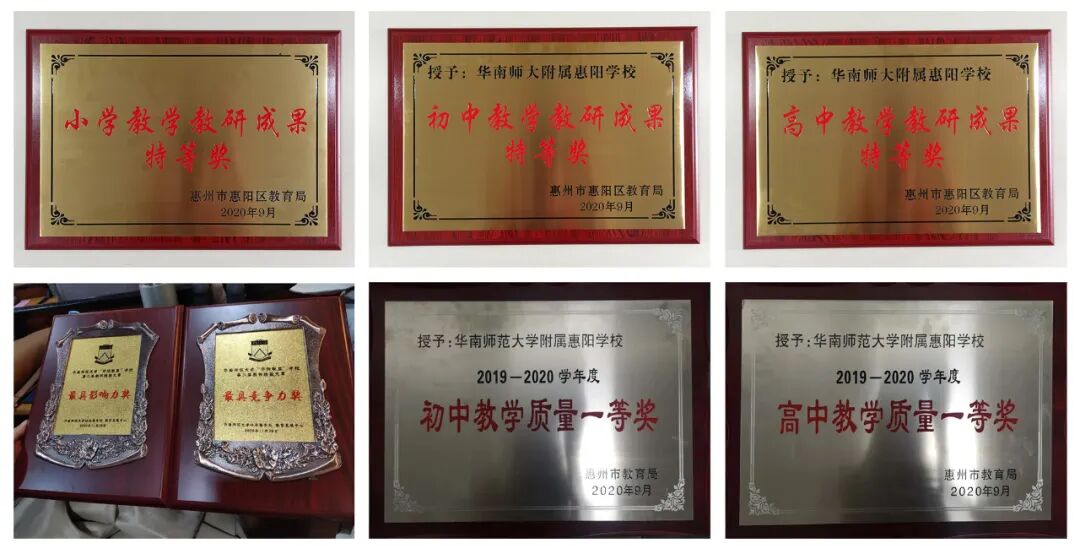 小学教学教研成果
特等奖
惠州市惠阳区教育局
2020年9月
授予：华南师大附属惠阳学校
初中教学教研成果
特等奖
惠州市惠阳区教育局
2020年9月
授予：华南师大附属惠阳学校
高中教学教研成果
特等奖
惠州市惠阳区教育局
2020年9月
最具影响力奖
最具竞争力奖
授予：华南师范大学附属惠阳学校
2019－2020 学年度
初中教学质量一等奖
惠州市教育局
2020年9月
授予：华南师范大学附属惠阳学校
2019－2020 学年度
高中教学质量一等奖
惠州市教育局
2020年9月